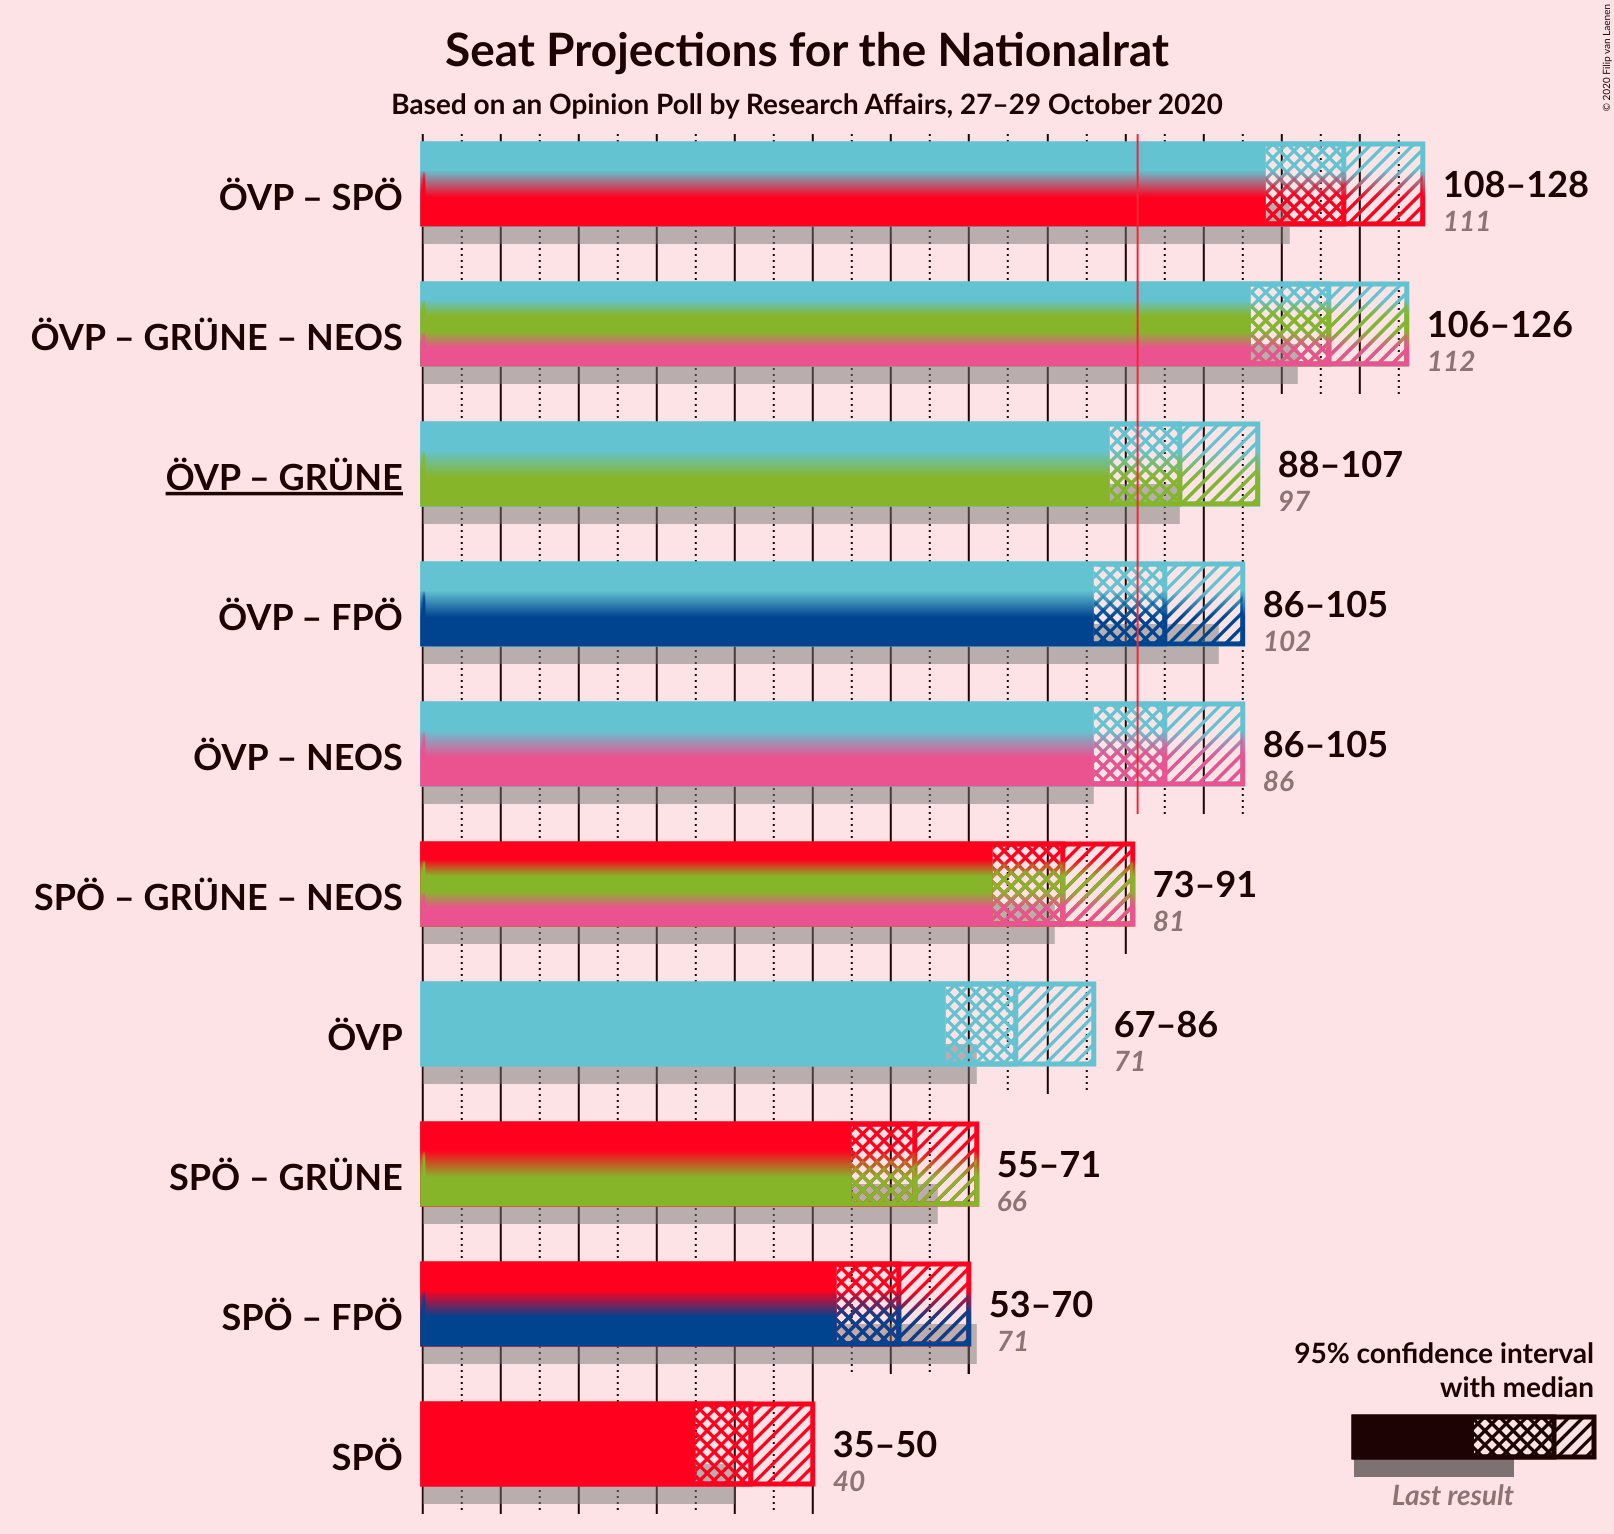 Seat Projections for the Nationalrat
Based on an Opinion Poll by Research Affairs, 27–29 October 2020
© 2020 Filip van Laenen
ÖVP – SPÖ
108–128
111
ÖVP – GRÜNE – NEOS
106–126
112
ÖVP – GRÜNE
88–107
97
ÖVP – FPÖ
86–105
102
ÖVP – NEOS
86–105
86
SPÖ – GRÜNE – NEOS
73–91
81
ÖVP
67–86
71
SPÖ – GRÜNE
55–71
66
SPÖ – FPÖ
53–70
71
SPÖ
35–50
40
95% confidence interval
with median
Last result